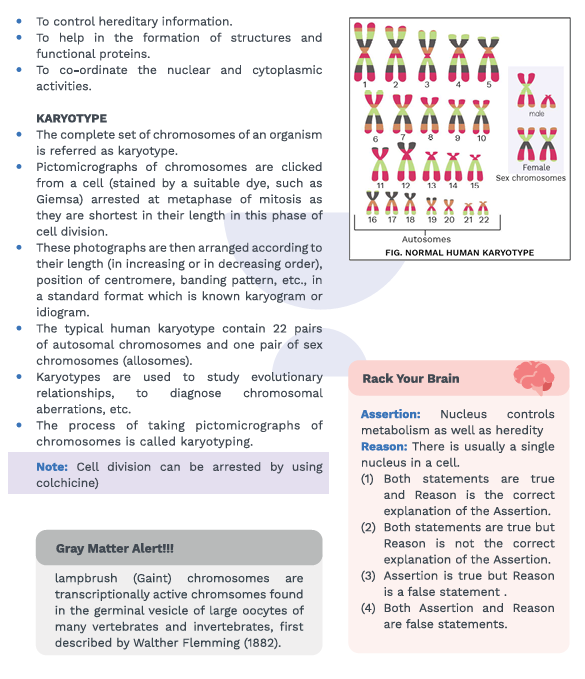 • To control hereditary information.
• To help in the formation of structures and
functional proteins.
• To co-ordinate the nuclear and cytoplasmic
activities.
KARYOTYPE
• The complete set of chromosomes of an organism
is referred as karyotype.
• Pictomicrographs of chromosomes are clicked
from a cell (stained by a suitable dye, such as
Giemsa) arrested at metaphase of mitosis as
they are shortest in their length in this phase of
cell division.
• These photographs are then arranged according to
their length (in increasing or in decreasing order),
position of centromere, banding pattern, etc., in
a standard format which is known karyogram or
idiogram.
• The typical human karyotype contain 22 pairs
of autosomal chromosomes and one pair of sex
chromosomes (allosomes).
• Karyotypes are used to study evolutionary
relationships, to diagnose chromosomal
aberrations, etc.
• The process of taking pictomicrographs of
chromosomes is called karyotyping.
Note: Cell division can be arrested by using
colchicine)
Gray Matter Alert!!!
lampbrush (Gaint) chromosomes are
transcriptionally active chromsomes found
in the germinal vesicle of large oocytes of
many vertebrates and invertebrates, first
described by Walther Flemming (1882).
1 2 3 4 5
6 7 8 9 10
11 12 13 14 15
16 17 18 19 20 21 22
male
Female
Sex chromosomes
Autosomes
FIG. NORMAL HUMAN KARYOTYPE
Rack Your Brain
Assertion: Nucleus controls
metabolism as well as heredity
Reason: There is usually a single
nucleus in a cell.
(1) Both statements are true
and Reason is the correct
explanation of the Assertion.
(2) Both statements are true but
Reason is not the correct
explanation of the Assertion.
(3) Assertion is true but Reason
is a false statement .
(4) Both Assertion and Reason
are false statements.